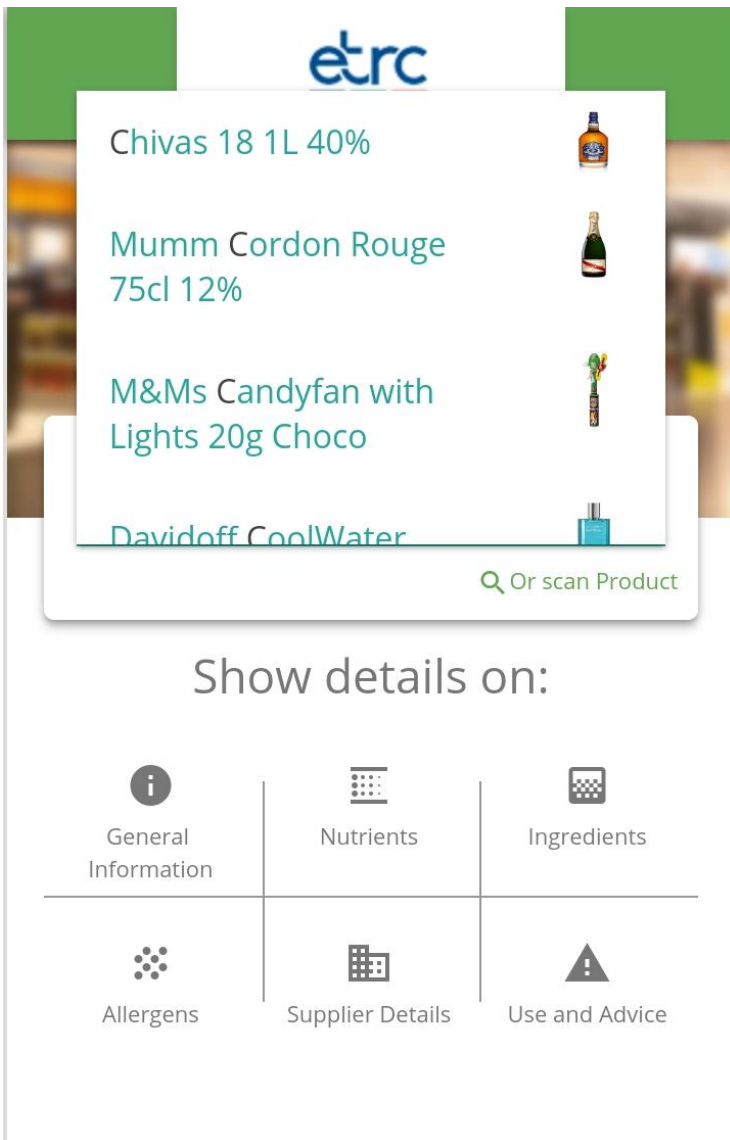 etrc
Chivas 18 1L 40%
Mumm Cordon Rouge
75cl 12%
M&Ms Candyfan with
Lights 20g Choco
Davidoff CoolWater
Or scan Product
Show details on:
General
Information
Nutrients
Ingredients
Allergens
Supplier Details
Use and Advice